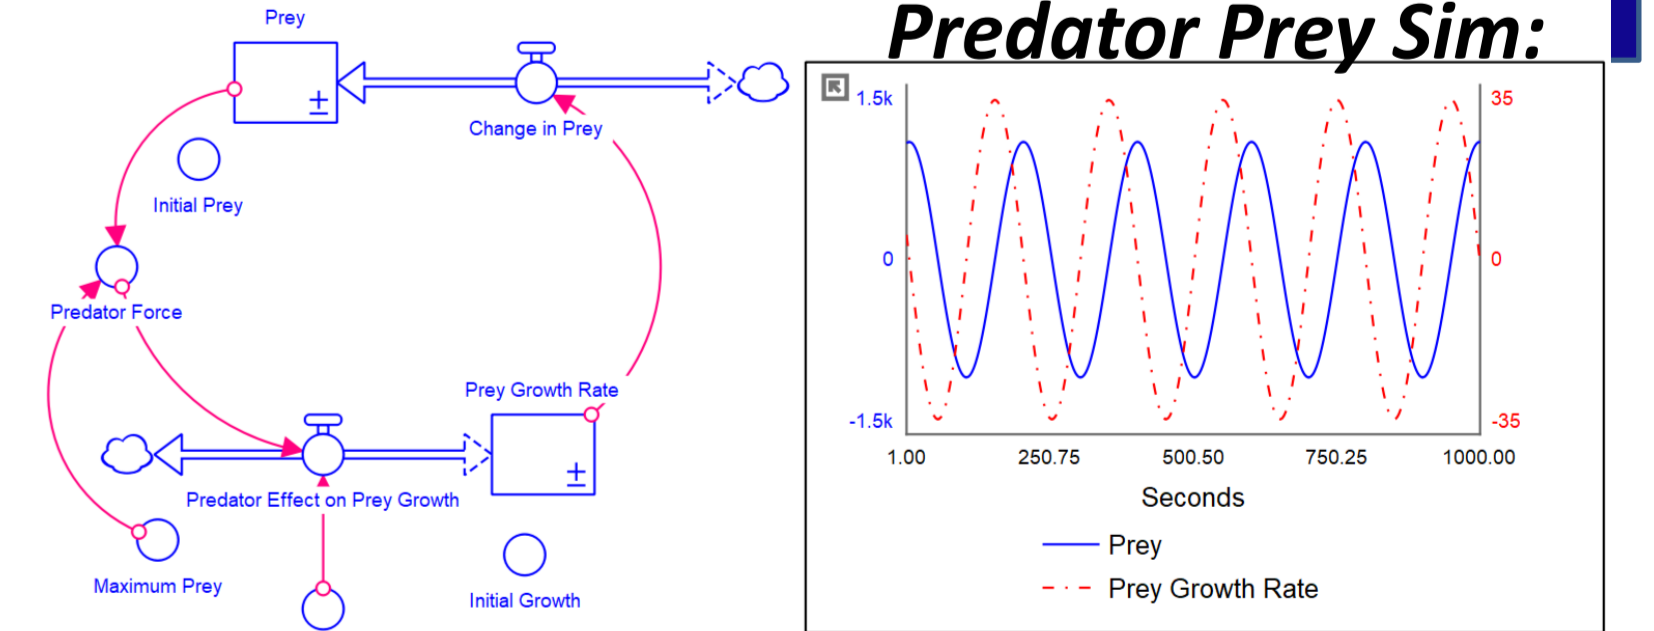 Predator Prey Sim:
Prey
±
Change in Prey
Initial Prey
Predator Force
Prey Growth Rate
±
Predator Effect on Prey Growth
Maximum Prey
Initial Growth
1.5k
35
0
0
-1.5k
-35
1.00
250.75
500.50
750.25
1000.00
Seconds
Prey
Prey Growth Rate